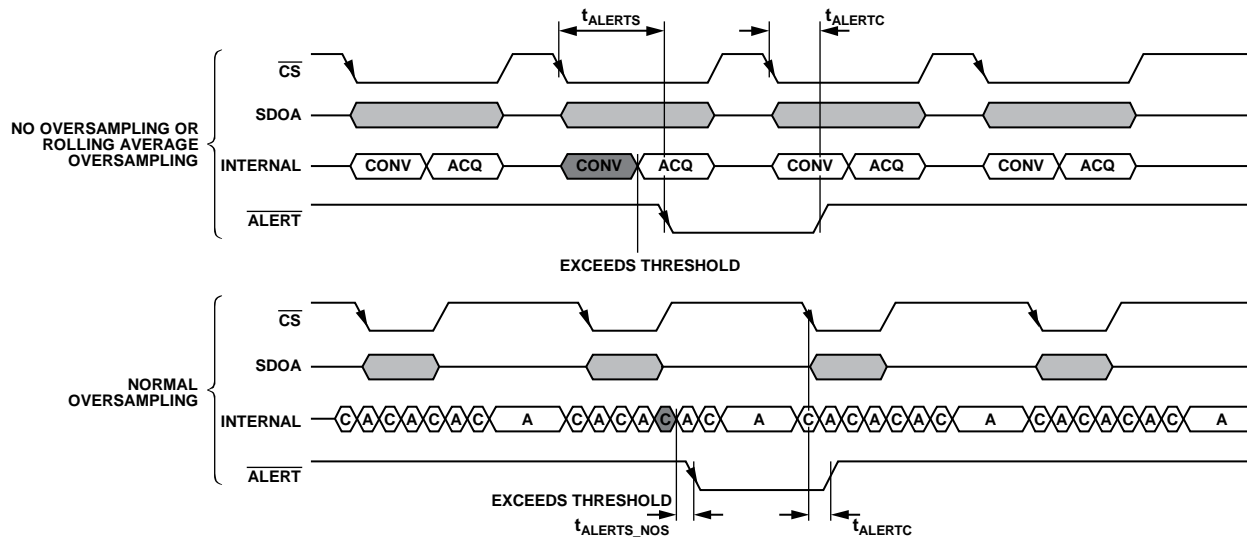 tALERTS
tALERTC
CS
SDOA
NO OVERSAMPLING OR
ROLLING AVERAGE
OVERSAMPLING
INTERNAL
CONV ACQ CONV ACQ CONV ACQ CONV ACQ
ALERT
EXCEEDS THRESHOLD
CS
SDOA
NORMAL
OVERSAMPLING
INTERNAL
C A C A C A C A C A C A C A C A C A C A C A C A C A C A C A C A
ALERT
EXCEEDS THRESHOLD
tALERTS_NOS
tALERTC